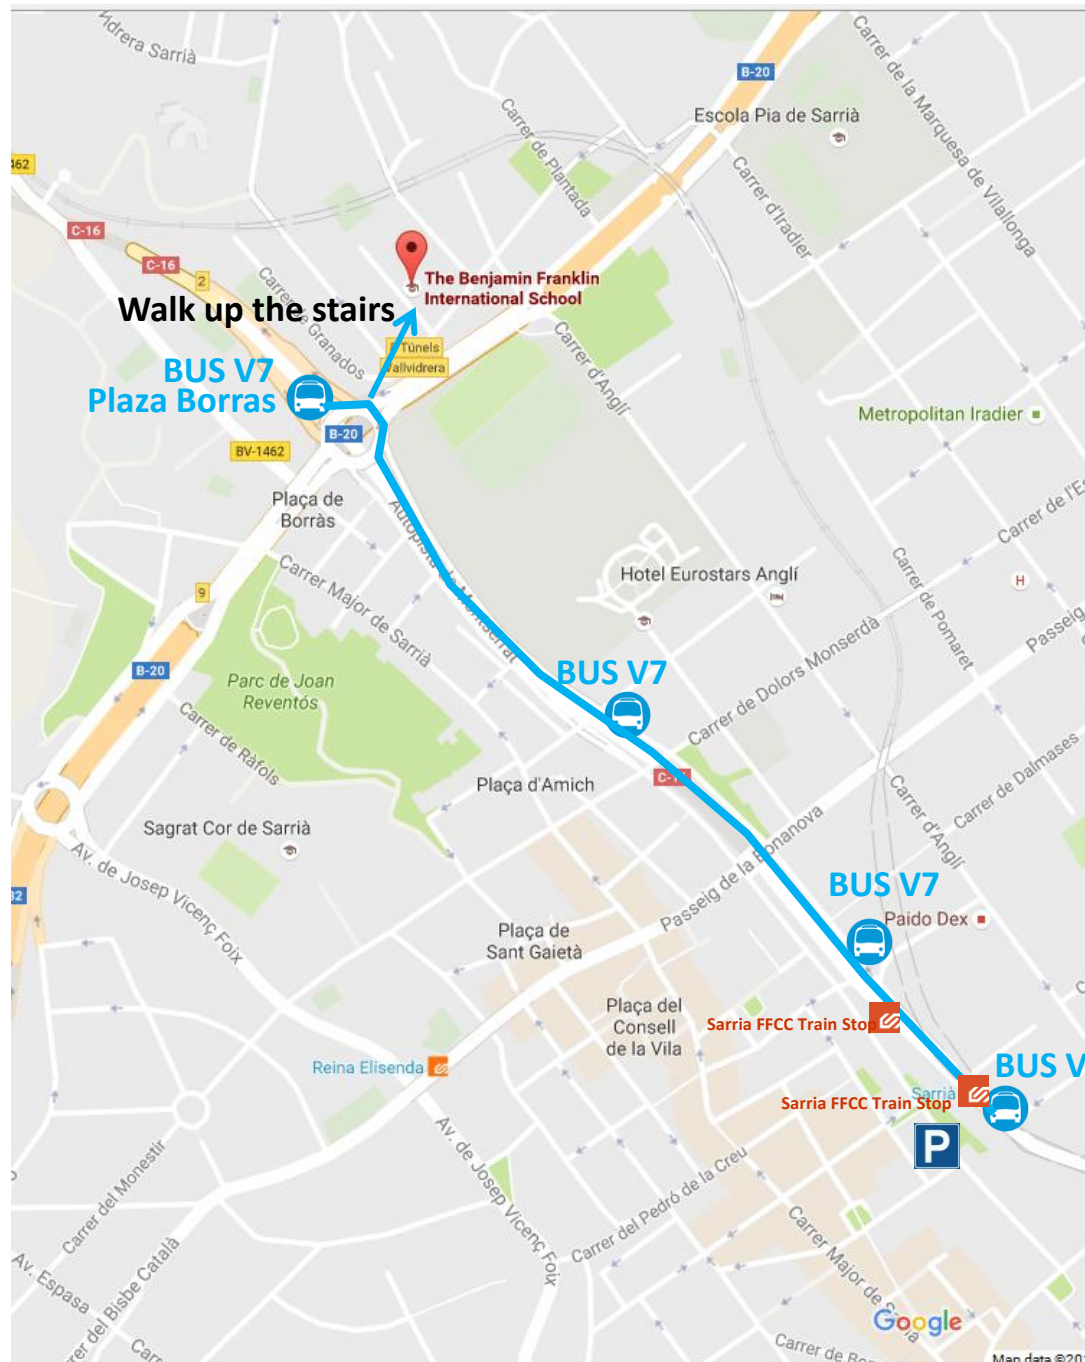 Vidrera Sarrià
B-20
Carrer de la Marquesa de Vilallonga
Escola Pia de Sarrià
Carrer de Plantada
Carrer d'Iradier
C-16
C-16
2
The Benjamin Franklin
International School
Carrer de Granados
Walk up the stairs
Túnels
Vallvidrera
BUS V7
Plaza Borras
Carrer d'Anglí
Metropolitan Iradier
B-20
BV-1462
Plaça de
Borràs
Autopista de Montserrat
Carrer Major de Sarrià
Hotel Eurostars Anglí
H
9
Carrer de Pomaret
Passeig
Carrer de Dolors Monserdà
B-20
Parc de Joan
Reventós
BUS V7
Carrer de Ràfols
Plaça d'Amich
Carrer de Dalmases
Carrer d'Anglí
Sagrat Cor de Sarrià
Av. de Josep Vicenç Foix
Passeig de la Bonanova
BUS V7
Paido Dex
Plaça de
Sant Gaietà
Plaça del
Consell
de la Vila
Sarria FFCC Train Stop
Reina Elisenda
BUS V
Sarrià
Sarria FFCC Train Stop
P
Av. de Josep Vicenç Foix
Carrer del Pedró de la Creu
Carrer del Monestir
Carrer del Bisbe Català
Av. Espasa
Carrer Major de Sarrià
Google
Map data ©201